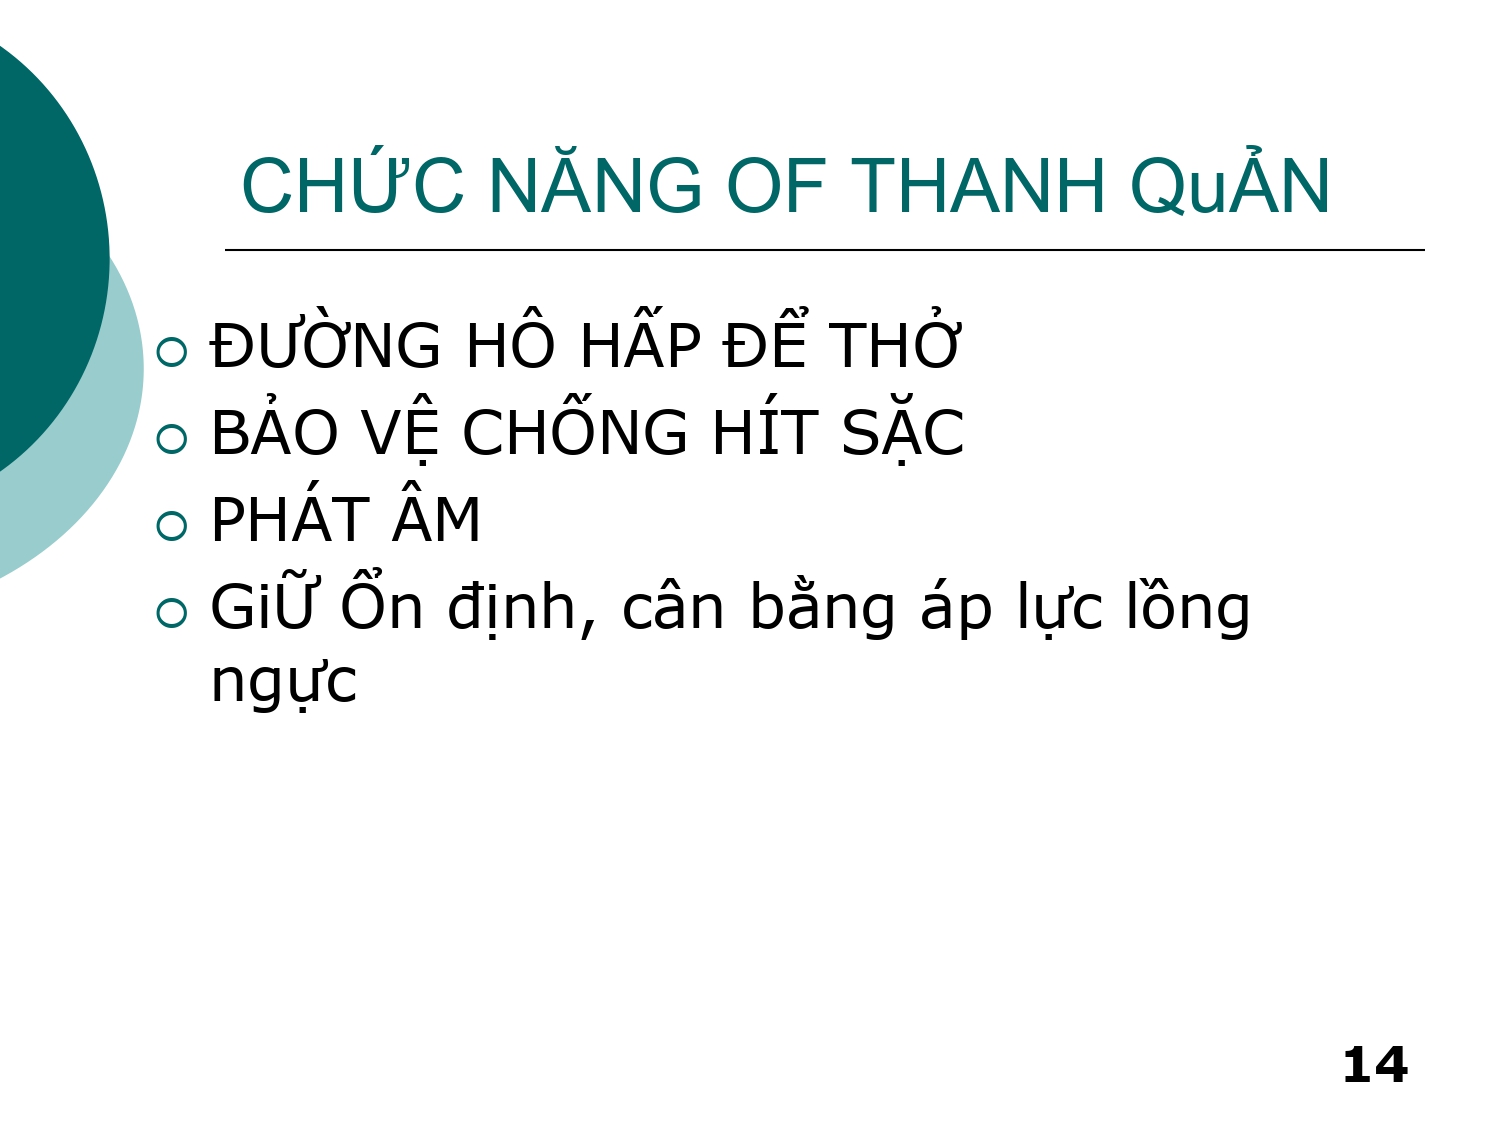 CHỨC NĂNG OF THANH QuẢN
ĐƯỜNG HÔ HẤP ĐỂ THỞ
BẢO VỆ CHỐNG HÍT SẶC
PHÁT ÂM
GiỮ Ổn định, cân bằng áp lực lồng
ngực
14